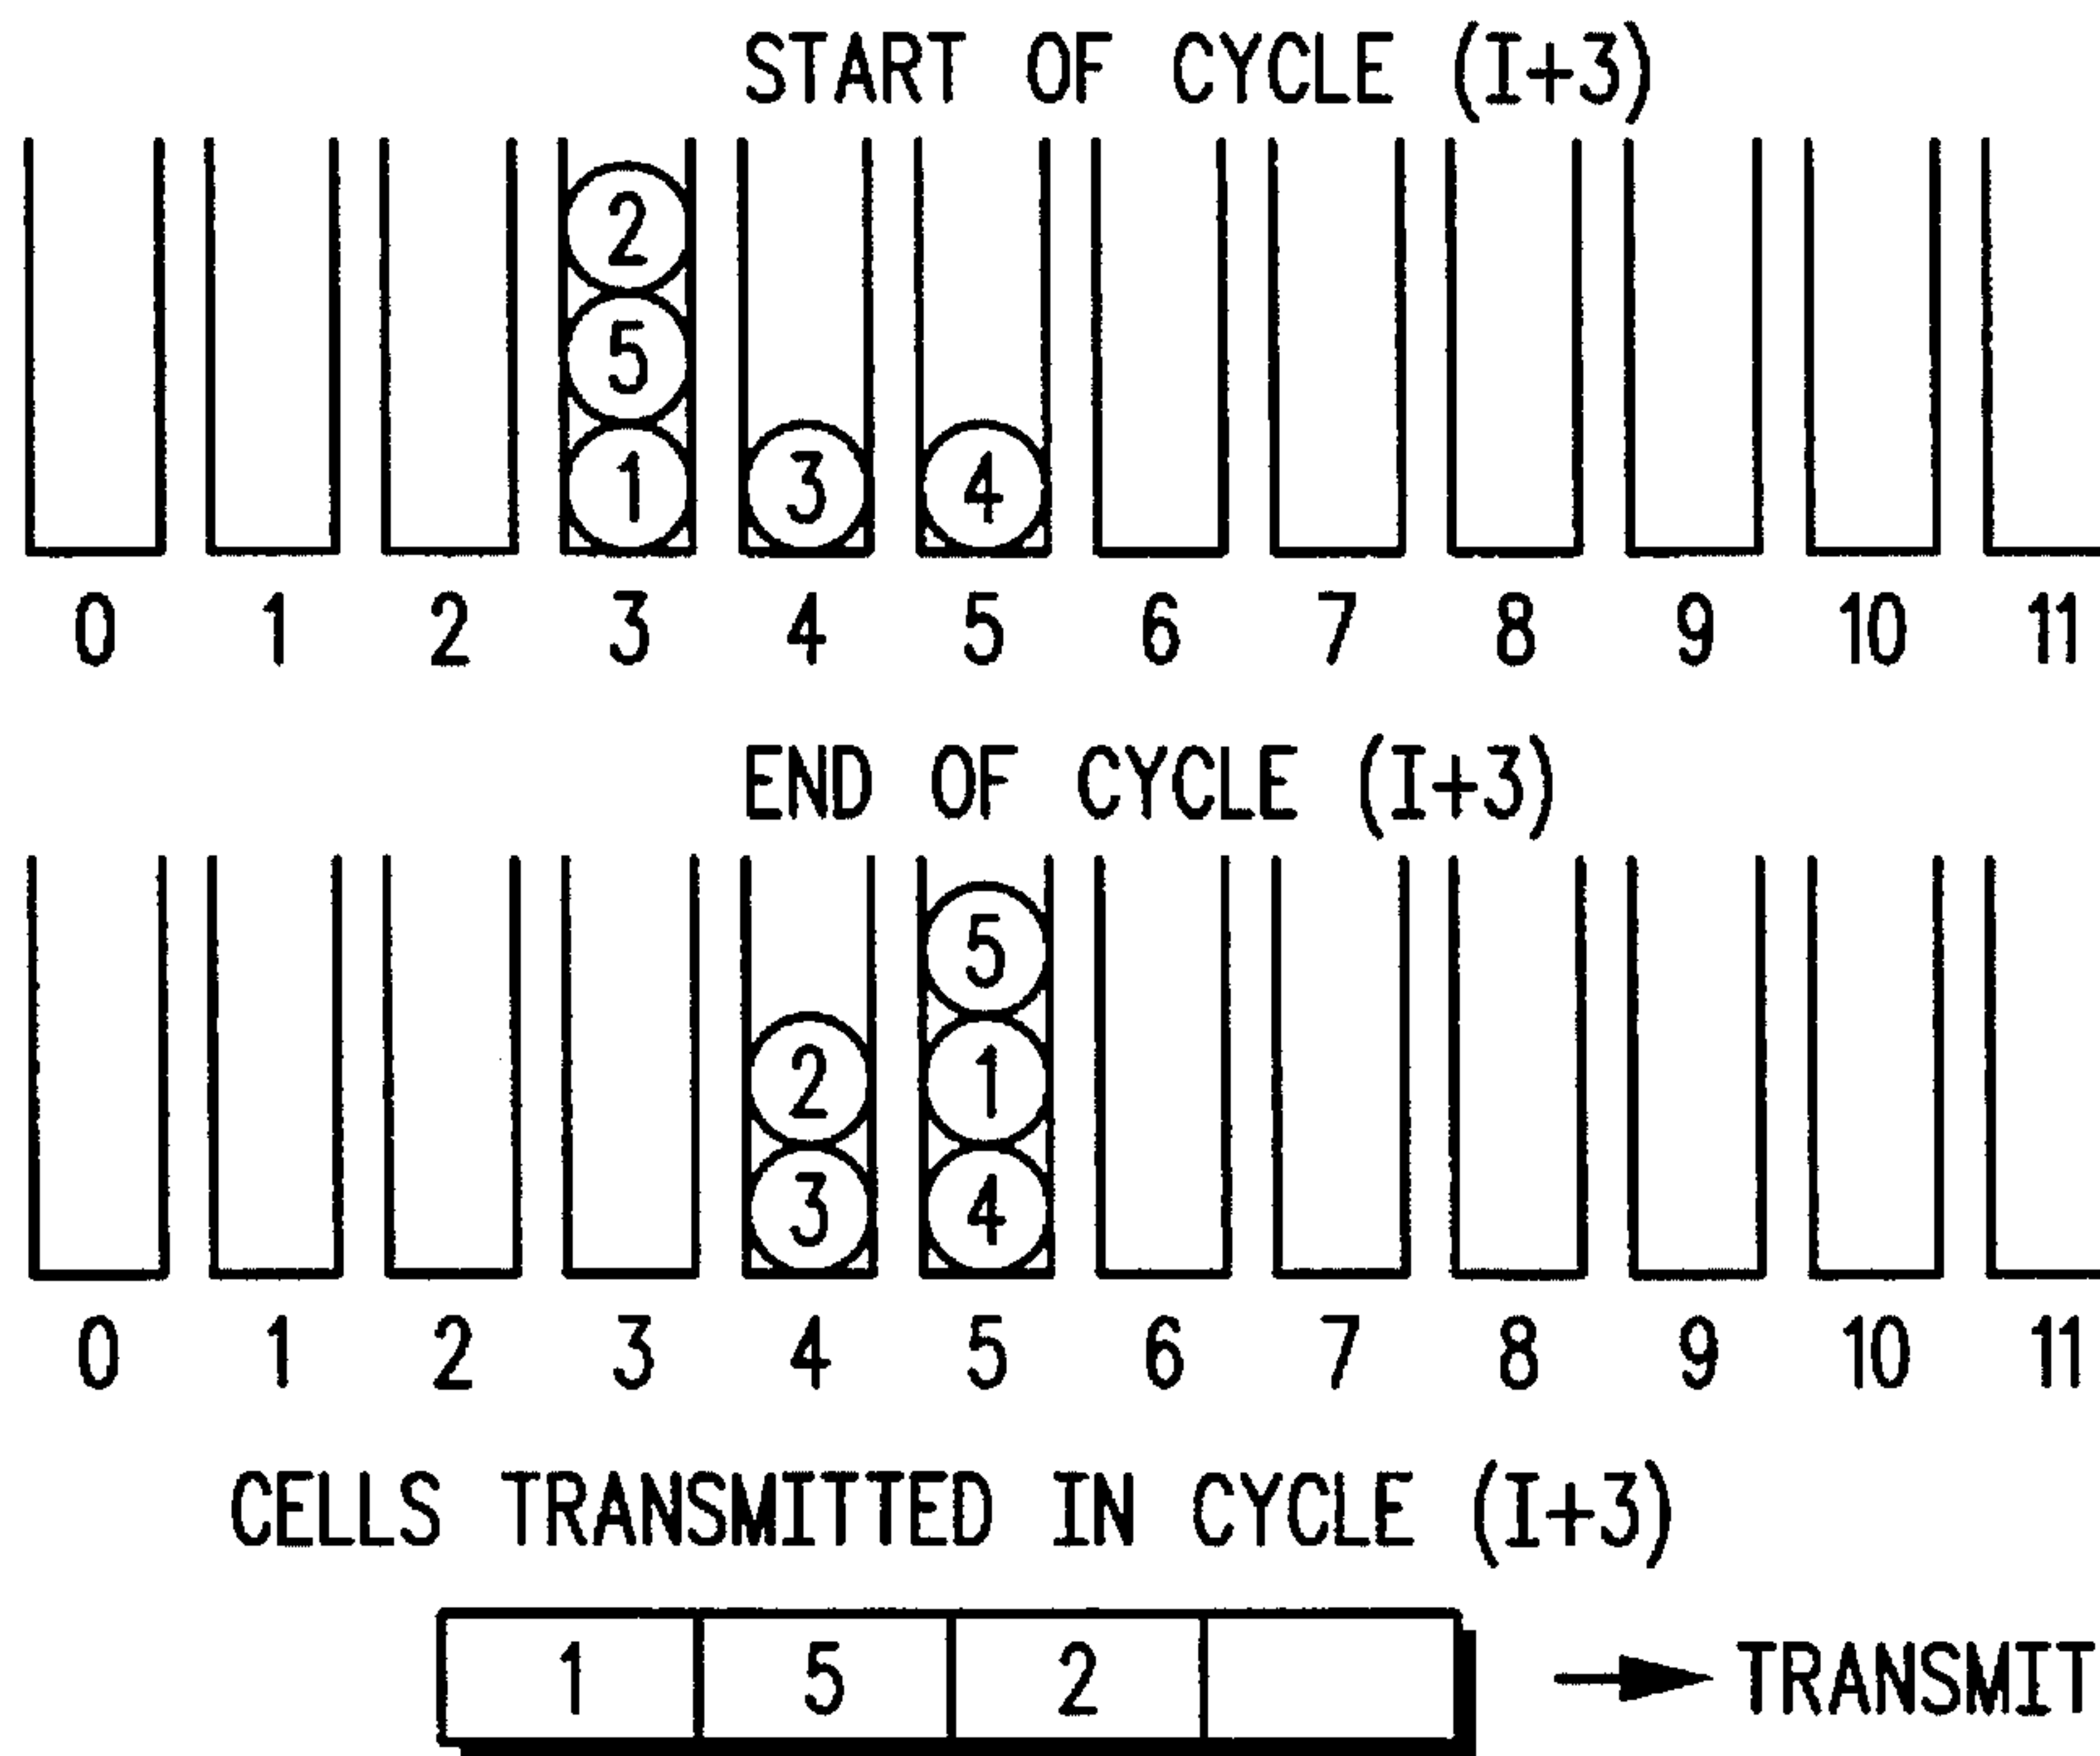 START OF CYCLE (I+3)
2
5
1 3 4
0 1 2 3 4 5 6 7 8 9 10 11
END OF CYCLE (I+3)
5
2 1
3 4
0 1 2 3 4 5 6 7 8 9 10 11
CELLS TRANSMITTED IN CYCLE (I+3)
1 5 2 TRANSMIT